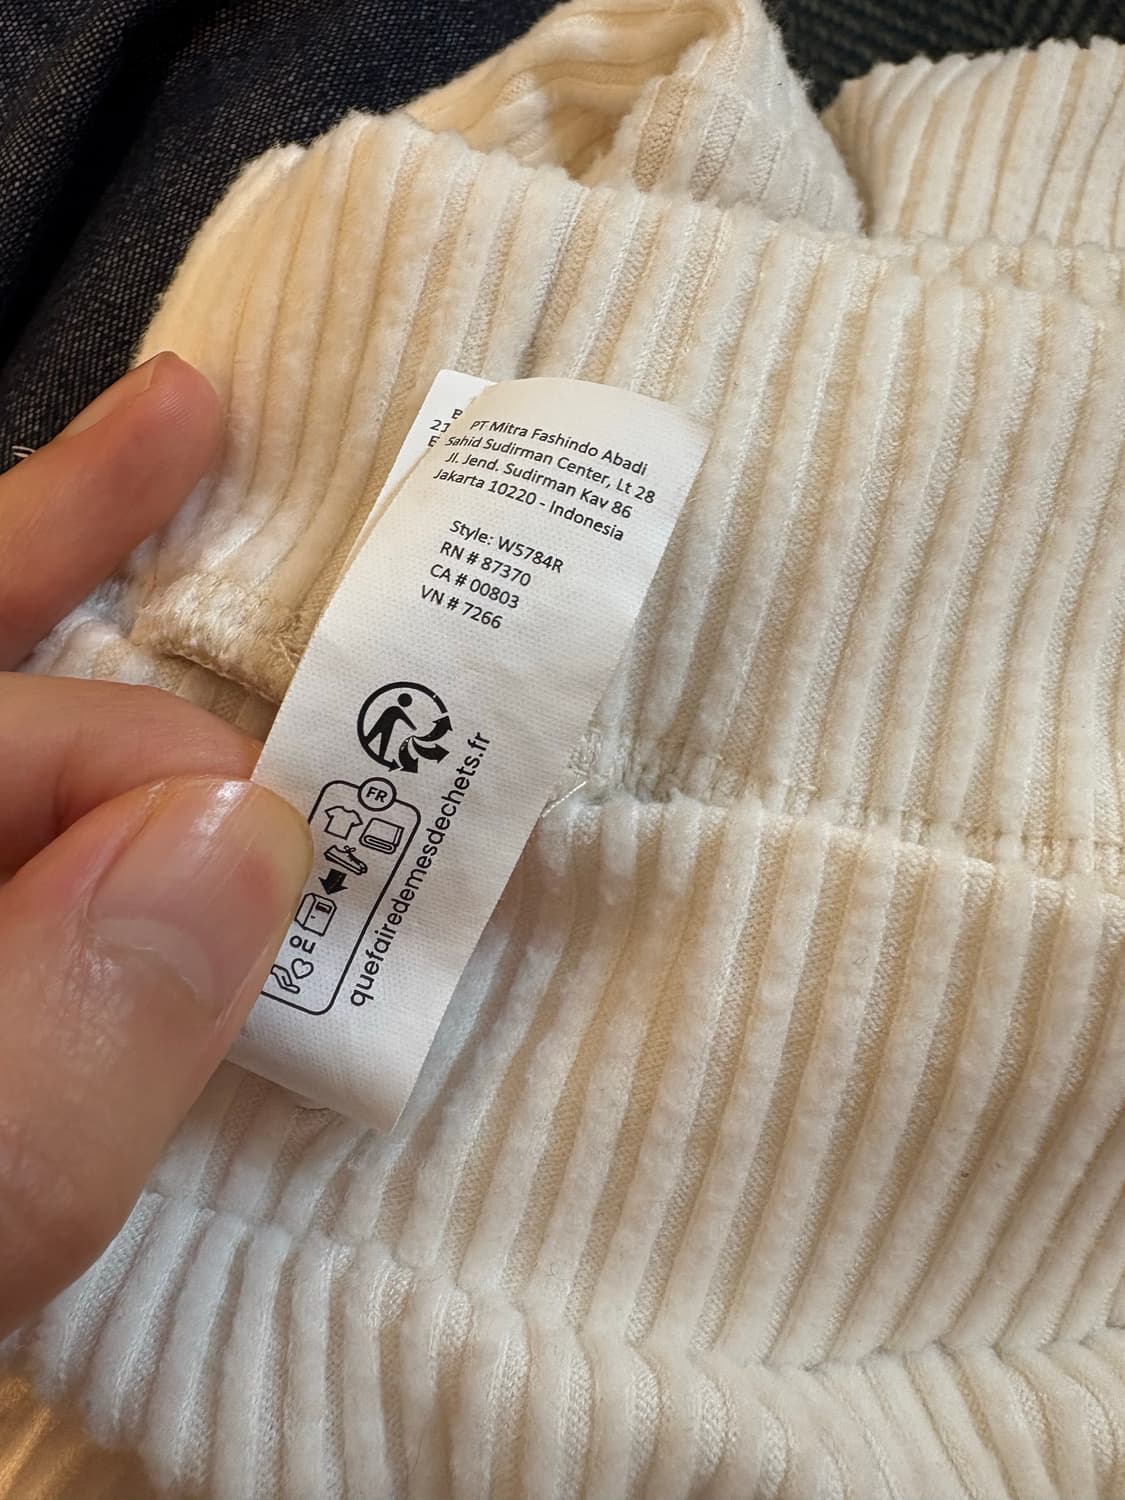 PT Mitra Fashindo Abadi
Sahid Sudirman Center, Lt 28
Jl. Jend. Sudirman Kav 86
Jakarta 10220 - Indonesia
Style: W5784R
RN # 87370
CA # 00803
VN # 7266
FR
quefairedemesdechets.fr